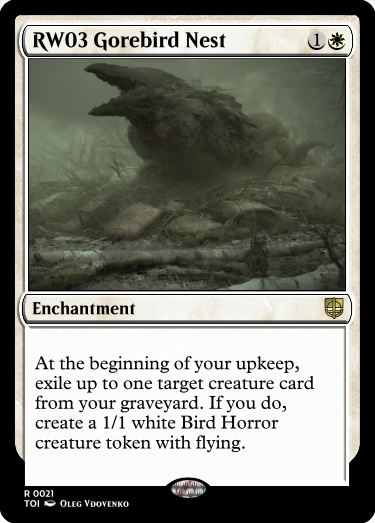 RW03 Gorebird Nest 1
Enchantment
At the beginning of your upkeep,
exile up to one target creature card
from your graveyard. If you do,
create a 1/1 white Bird Horror
creature token with flying.
R 0021
TOI Oleg Vdovenko